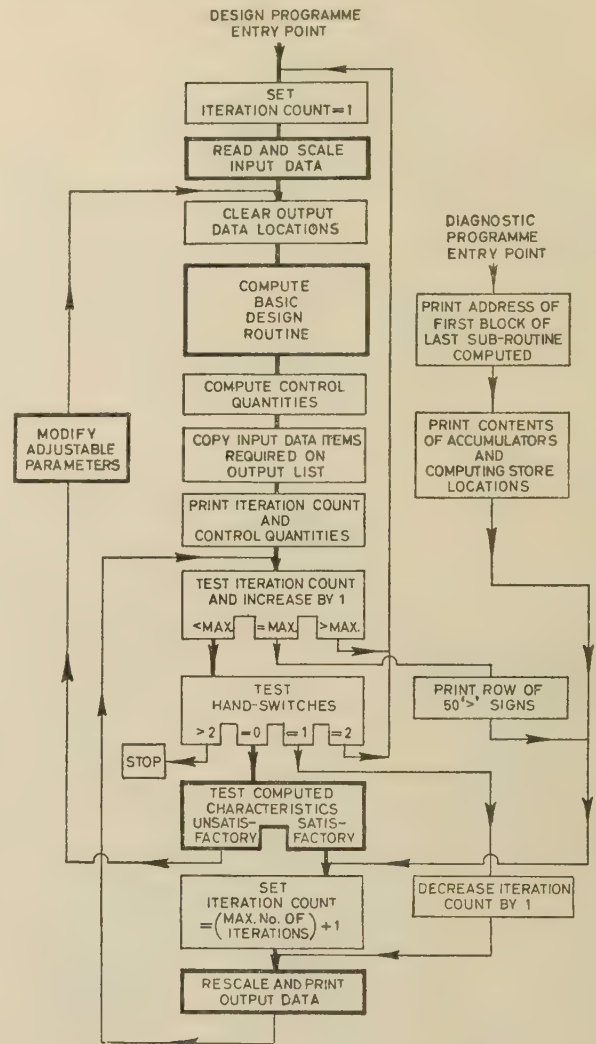 DESIGN PROGRAMME
ENTRY POINT
SET
ITERATION COUNT=1
READ AND SCALE
INPUT DATA
CLEAR OUTPUT
DATA LOCATIONS
COMPUTE
BASIC
DESIGN
ROUTINE
COMPUTE CONTROL
QUANTITIES
COPY INPUT DATA ITEMS
REQUIRED ON
OUTPUT LIST
PRINT ITERATION COUNT
AND
CONTROL QUANTITIES
TEST ITERATION COUNT
AND INCREASE BY 1
<MAX. =MAX. >MAX.
TEST
HAND-SWITCHES
>2 =0 =1 =2
STOP
TEST COMPUTED
CHARACTERISTICS
UNSATIS- SATIS-
FACTORY FACTORY
SET
ITERATION COUNT
=(MAX. No. OF ITERATIONS)+1
RESCALE AND PRINT
OUTPUT DATA
MODIFY
ADJUSTABLE
PARAMETERS
DIAGNOSTIC
PROGRAMME
ENTRY POINT
PRINT ADDRESS OF
FIRST BLOCK OF
LAST SUB-ROUTINE
COMPUTED
PRINT CONTENTS
OF ACCUMULATORS
AND
COMPUTING STORE
LOCATIONS
PRINT ROW OF
50 '>' SIGNS
DECREASE ITERATION
COUNT BY 1